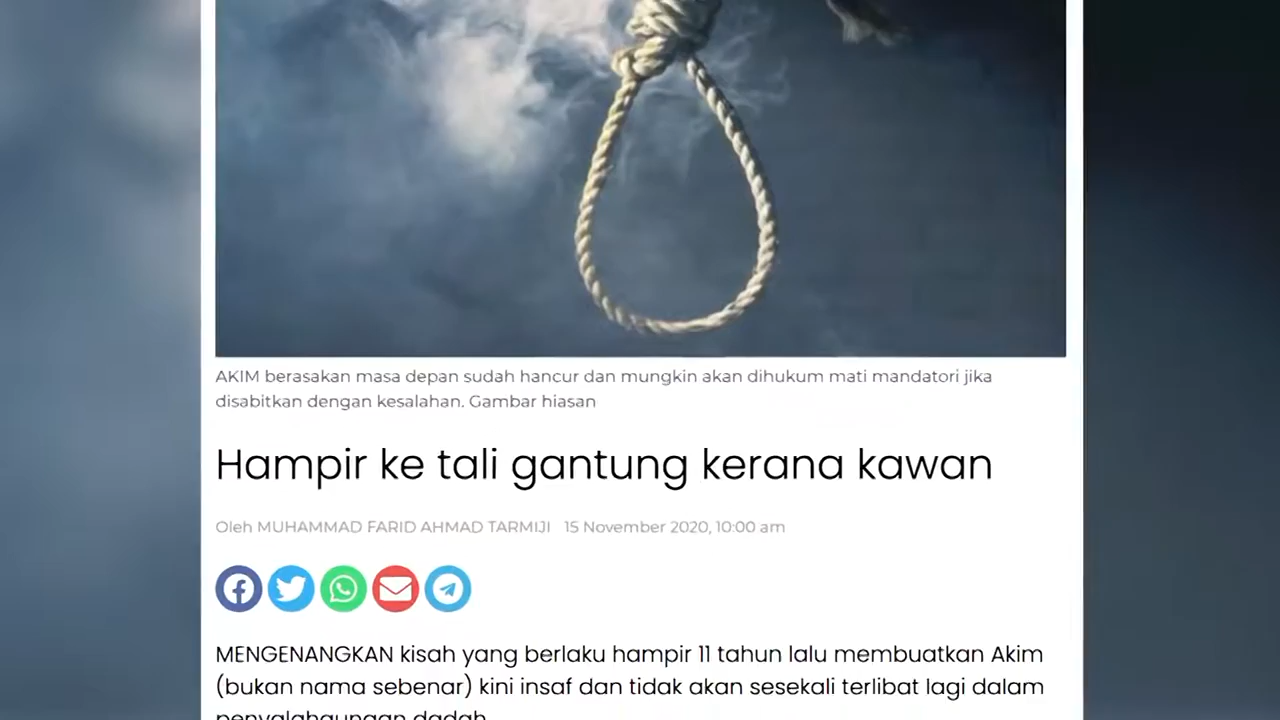 AKIM berasakan masa depan sudah hancur dan mungkin akan dihukum mati mandatori jika
disabitkan dengan kesalahan. Gambar hiasan
Hampir ke tali gantung kerana kawan
Oleh MUHAMMAD FARID AHMAD TARMIJI 15 November 2020, 10:00 am
MENGENANGKAN kisah yang berlaku hampir 11 tahun lalu membuatkan Akim
(bukan nama sebenar) kini insaf dan tidak akan sesekali terlibat lagi dalam
penyalahgunaan dadah.